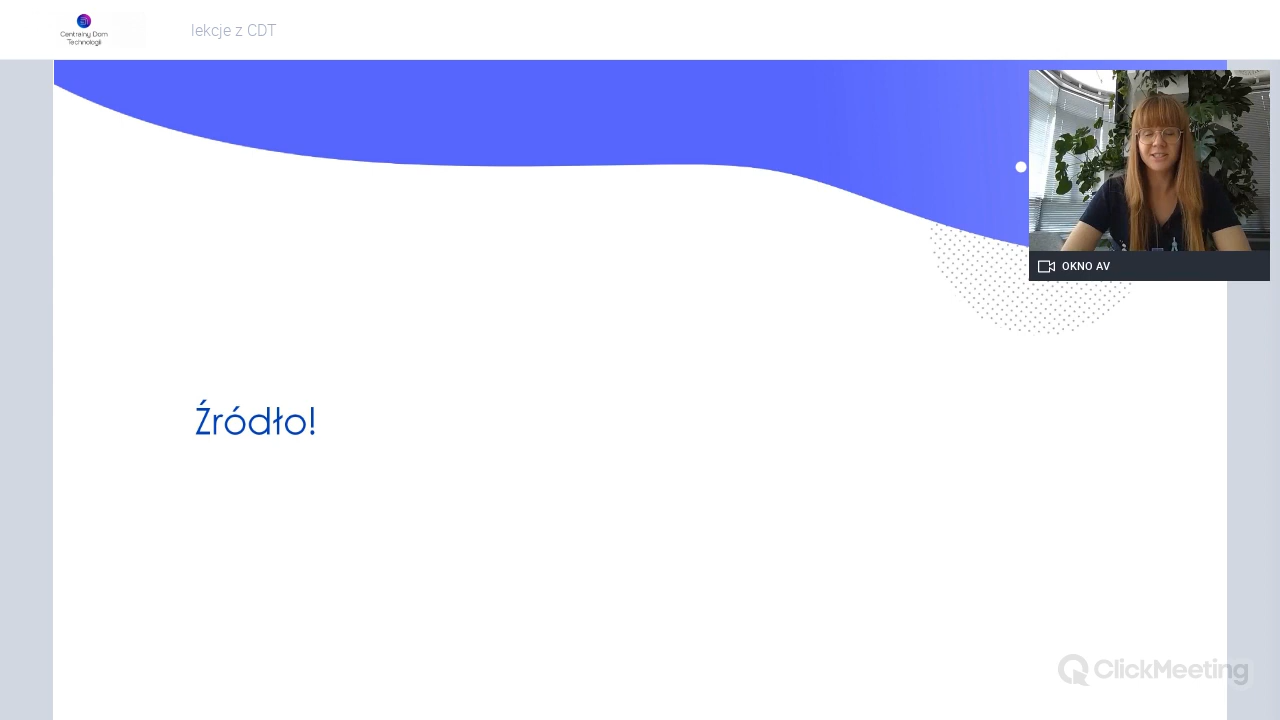 Centralny Dom
Technologii
lekcje z CDT
OKNO AV
Źródło!
ClickMeeting